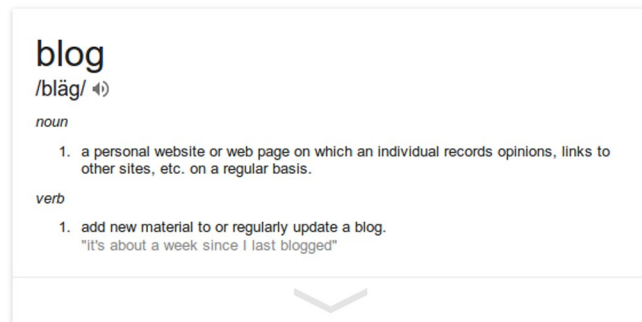 blog
/bläg/
noun
1. a personal website or web page on which an individual records opinions, links to
other sites, etc. on a regular basis.
verb
1. add new material to or regularly update a blog.
"it's about a week since I last blogged"